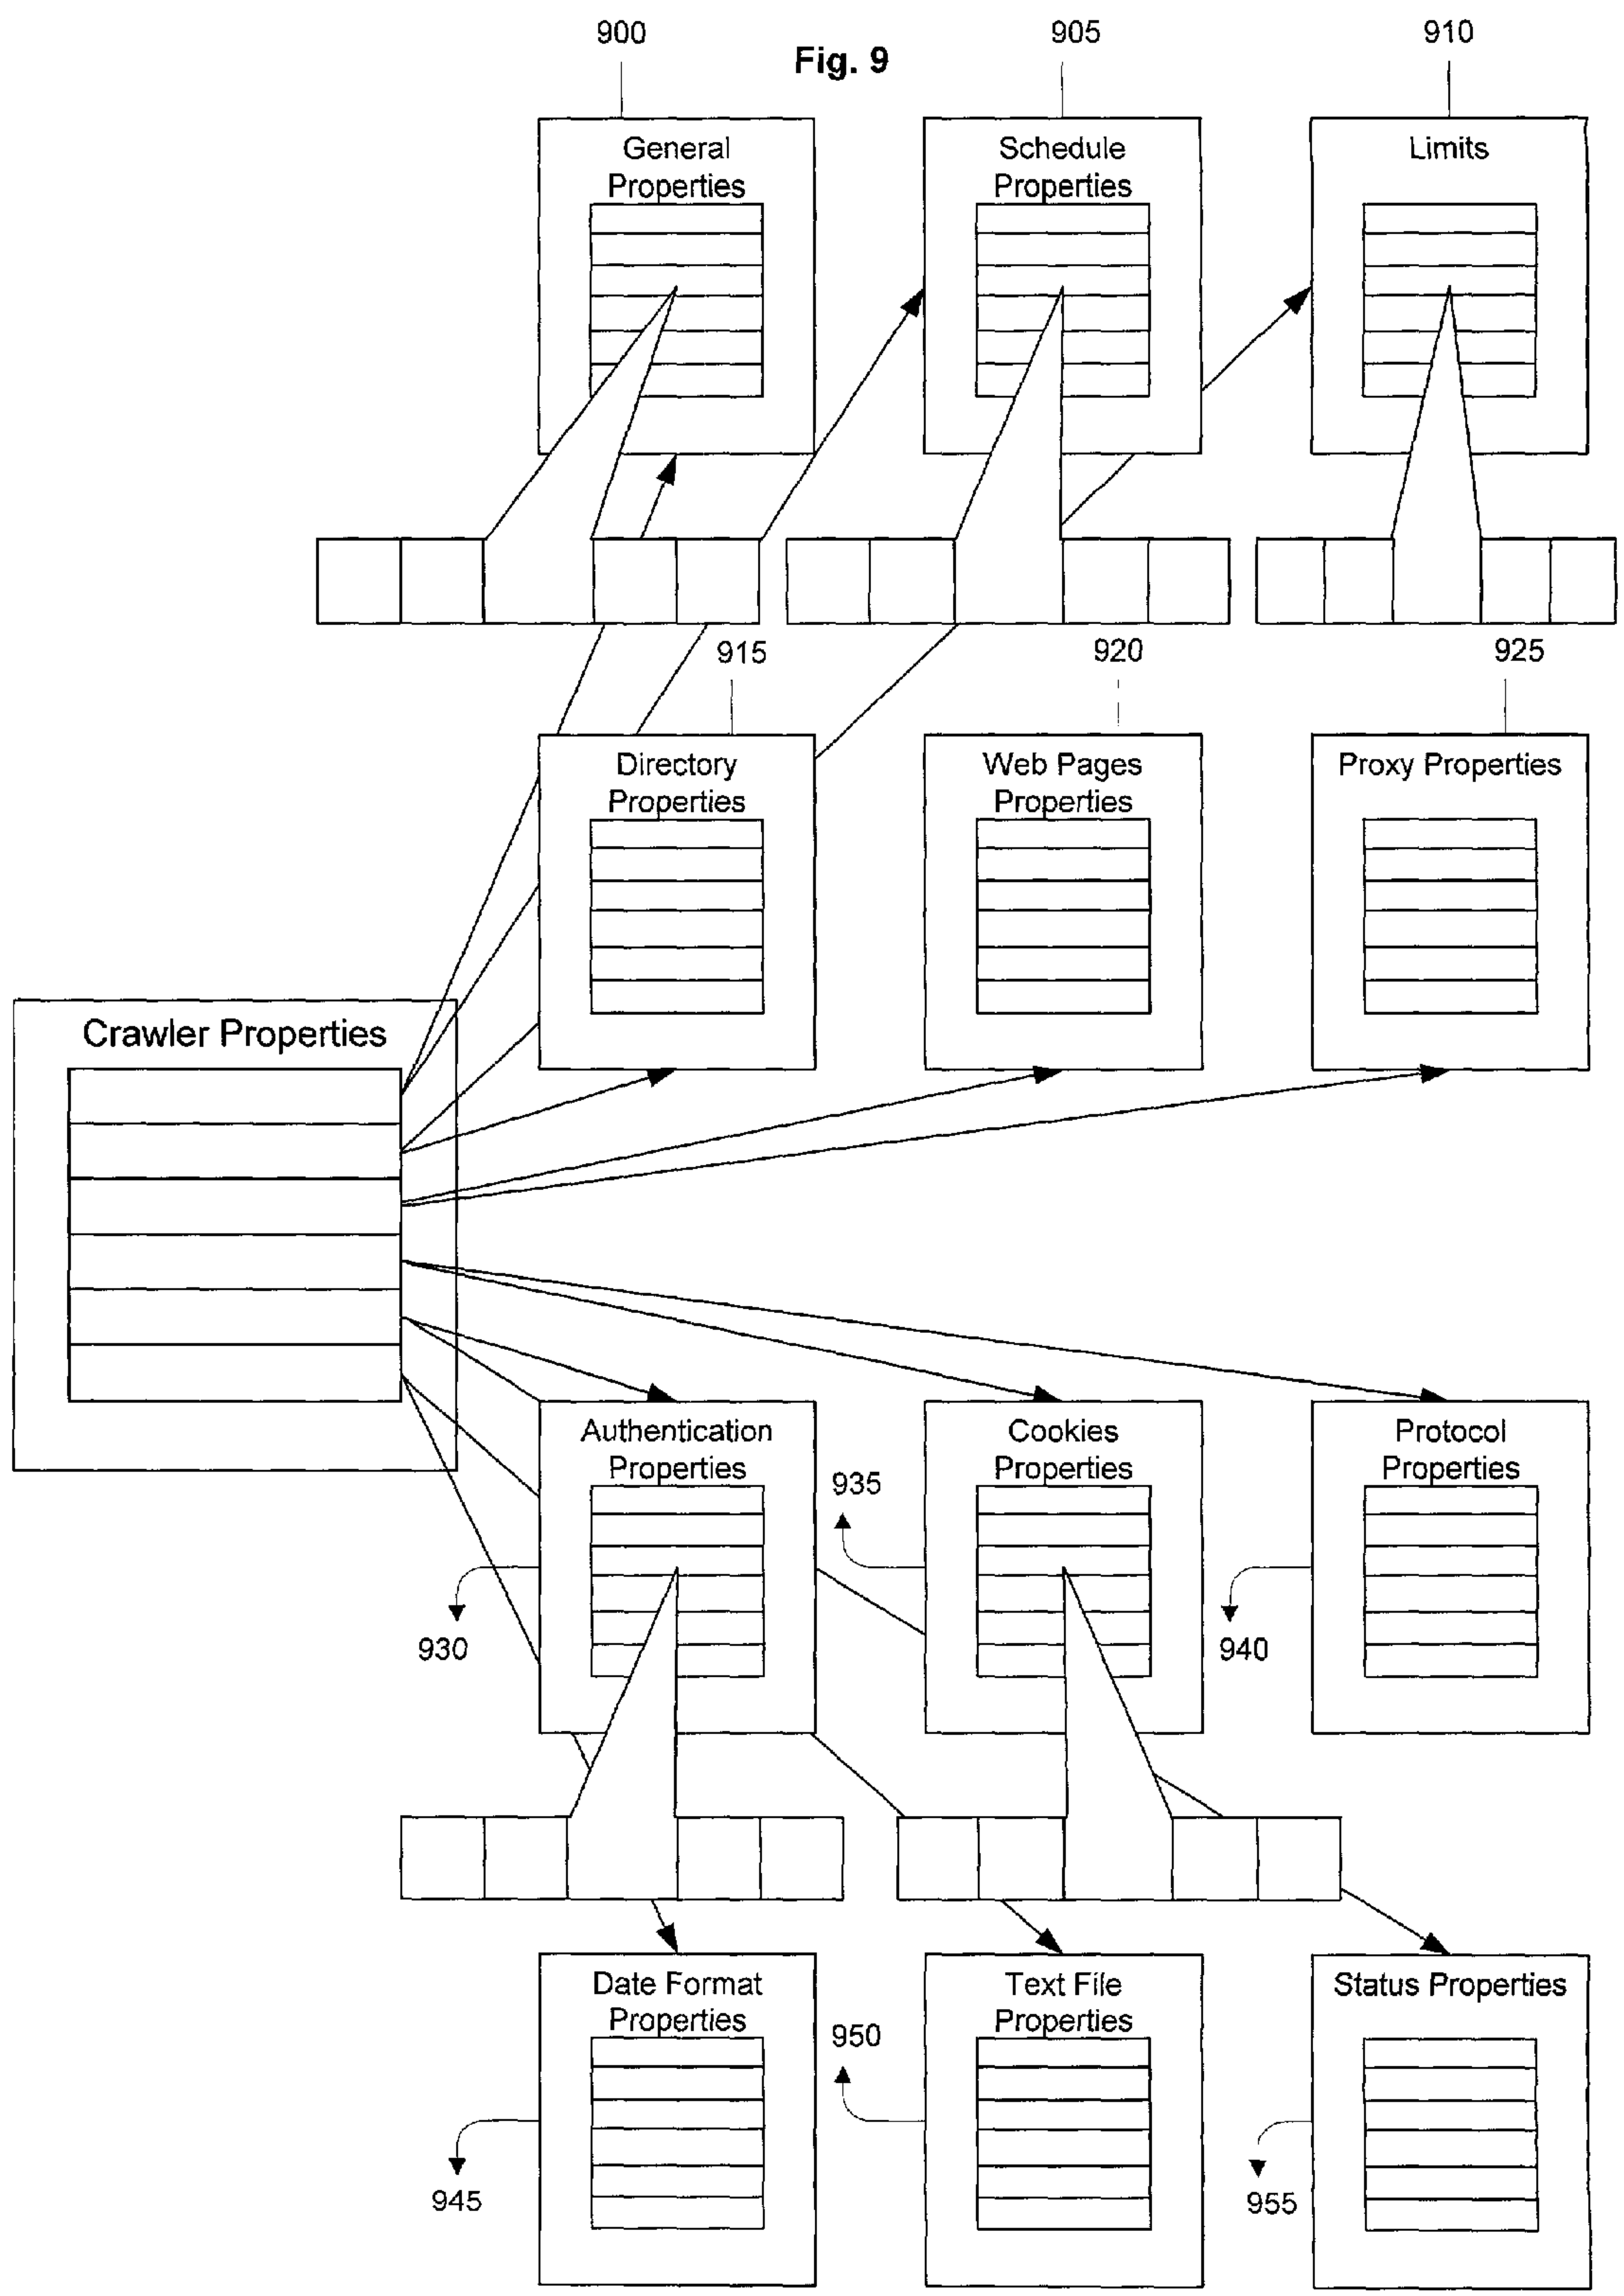 900
905
910
Fig. 9
General
Properties
Schedule
Properties
Limits
915
920
925
Directory
Properties
Web Pages
Properties
Proxy Properties
Crawler Properties
Authentication
Properties
Cookies
Properties
Protocol
Properties
935
930
940
Date Format
Properties
Text File
Properties
Status Properties
950
945
955